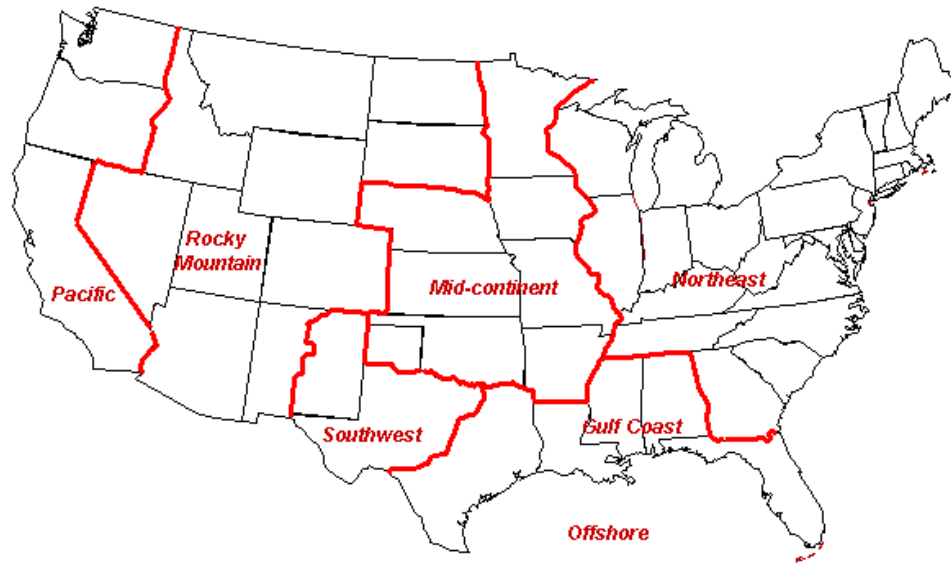 Rocky
Mountain
Pacific
Mid-continent
Northeast
Southwest
Gulf Coast
Offshore